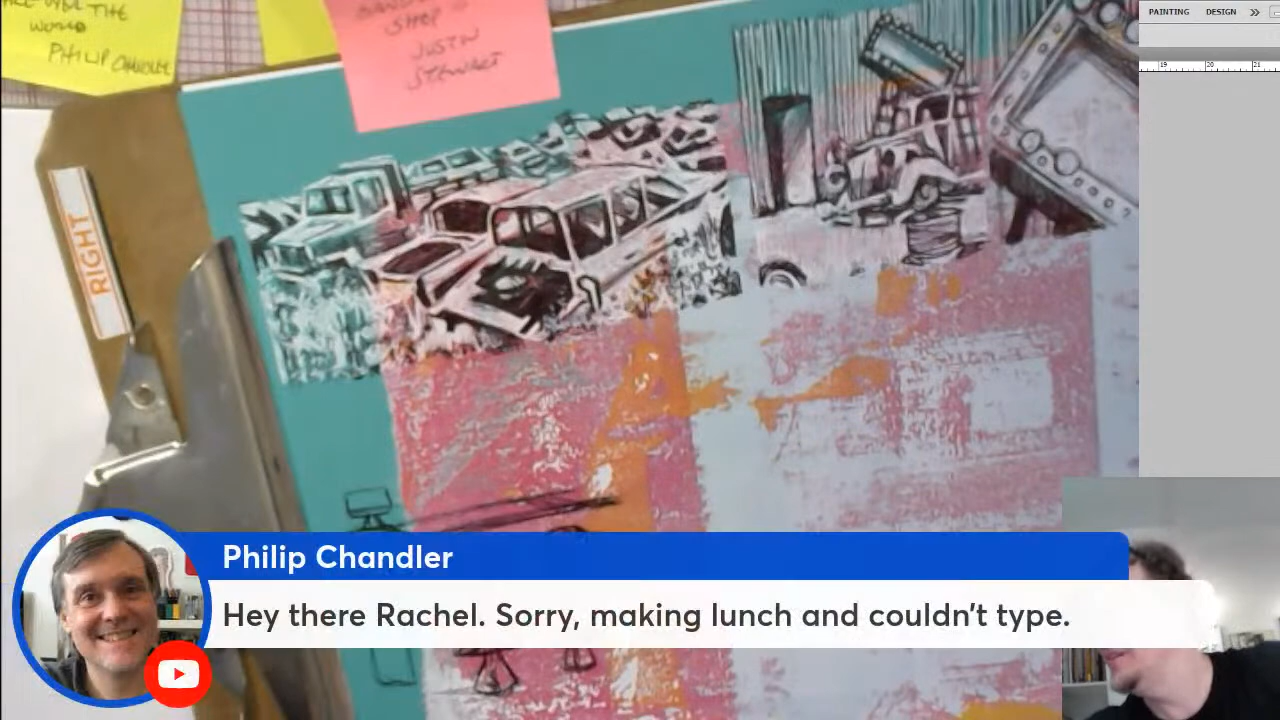 THE
WORLD
PHILIP CHANDLER
SHOP
JUSTIN
STEWART
PAINTING DESIGN »
19 20 21
RIGHT
Philip Chandler
Hey there Rachel. Sorry, making lunch and couldn't type.